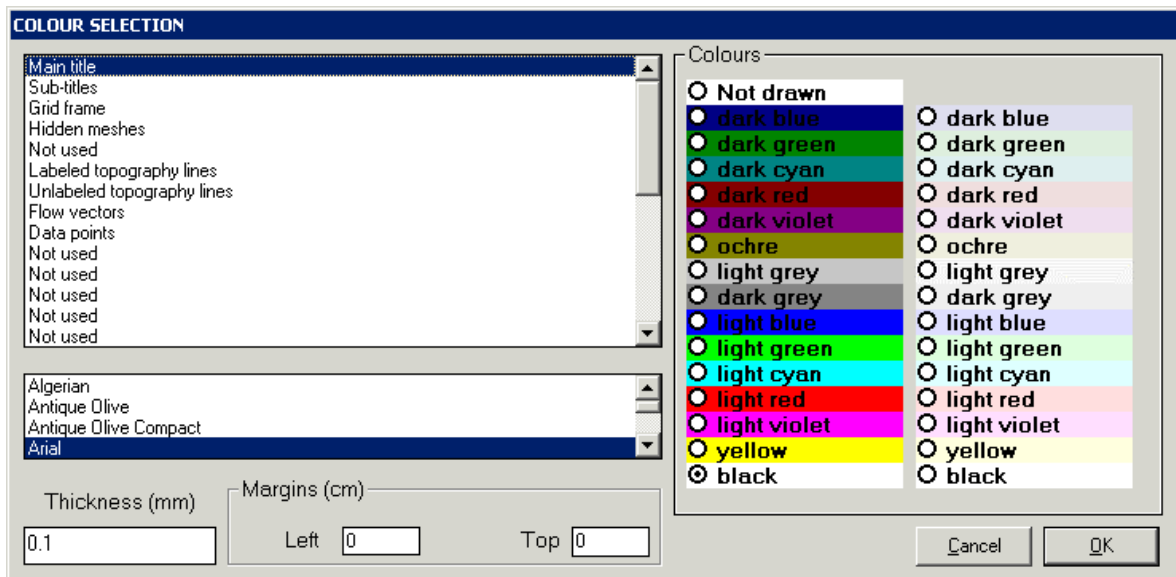 COLOUR SELECTION
Main title
Sub-titles
Grid frame
Hidden meshes
Not used
Labeled topography lines
Unlabeled topography lines
Flow vectors
Data points
Not used
Not used
Not used
Not used
Not used
Algerian
Antique Olive
Antique Olive Compact
Arial
Thickness (mm)
0.1
Margins (cm)
Left 0 Top 0
Colours
Not drawn
dark blue dark blue
dark green dark green
dark cyan dark cyan
dark red dark red
dark violet dark violet
ochre ochre
light grey light grey
dark grey dark grey
light blue light blue
light green light green
light cyan light cyan
light red light red
light violet light violet
yellow yellow
black black
Cancel OK